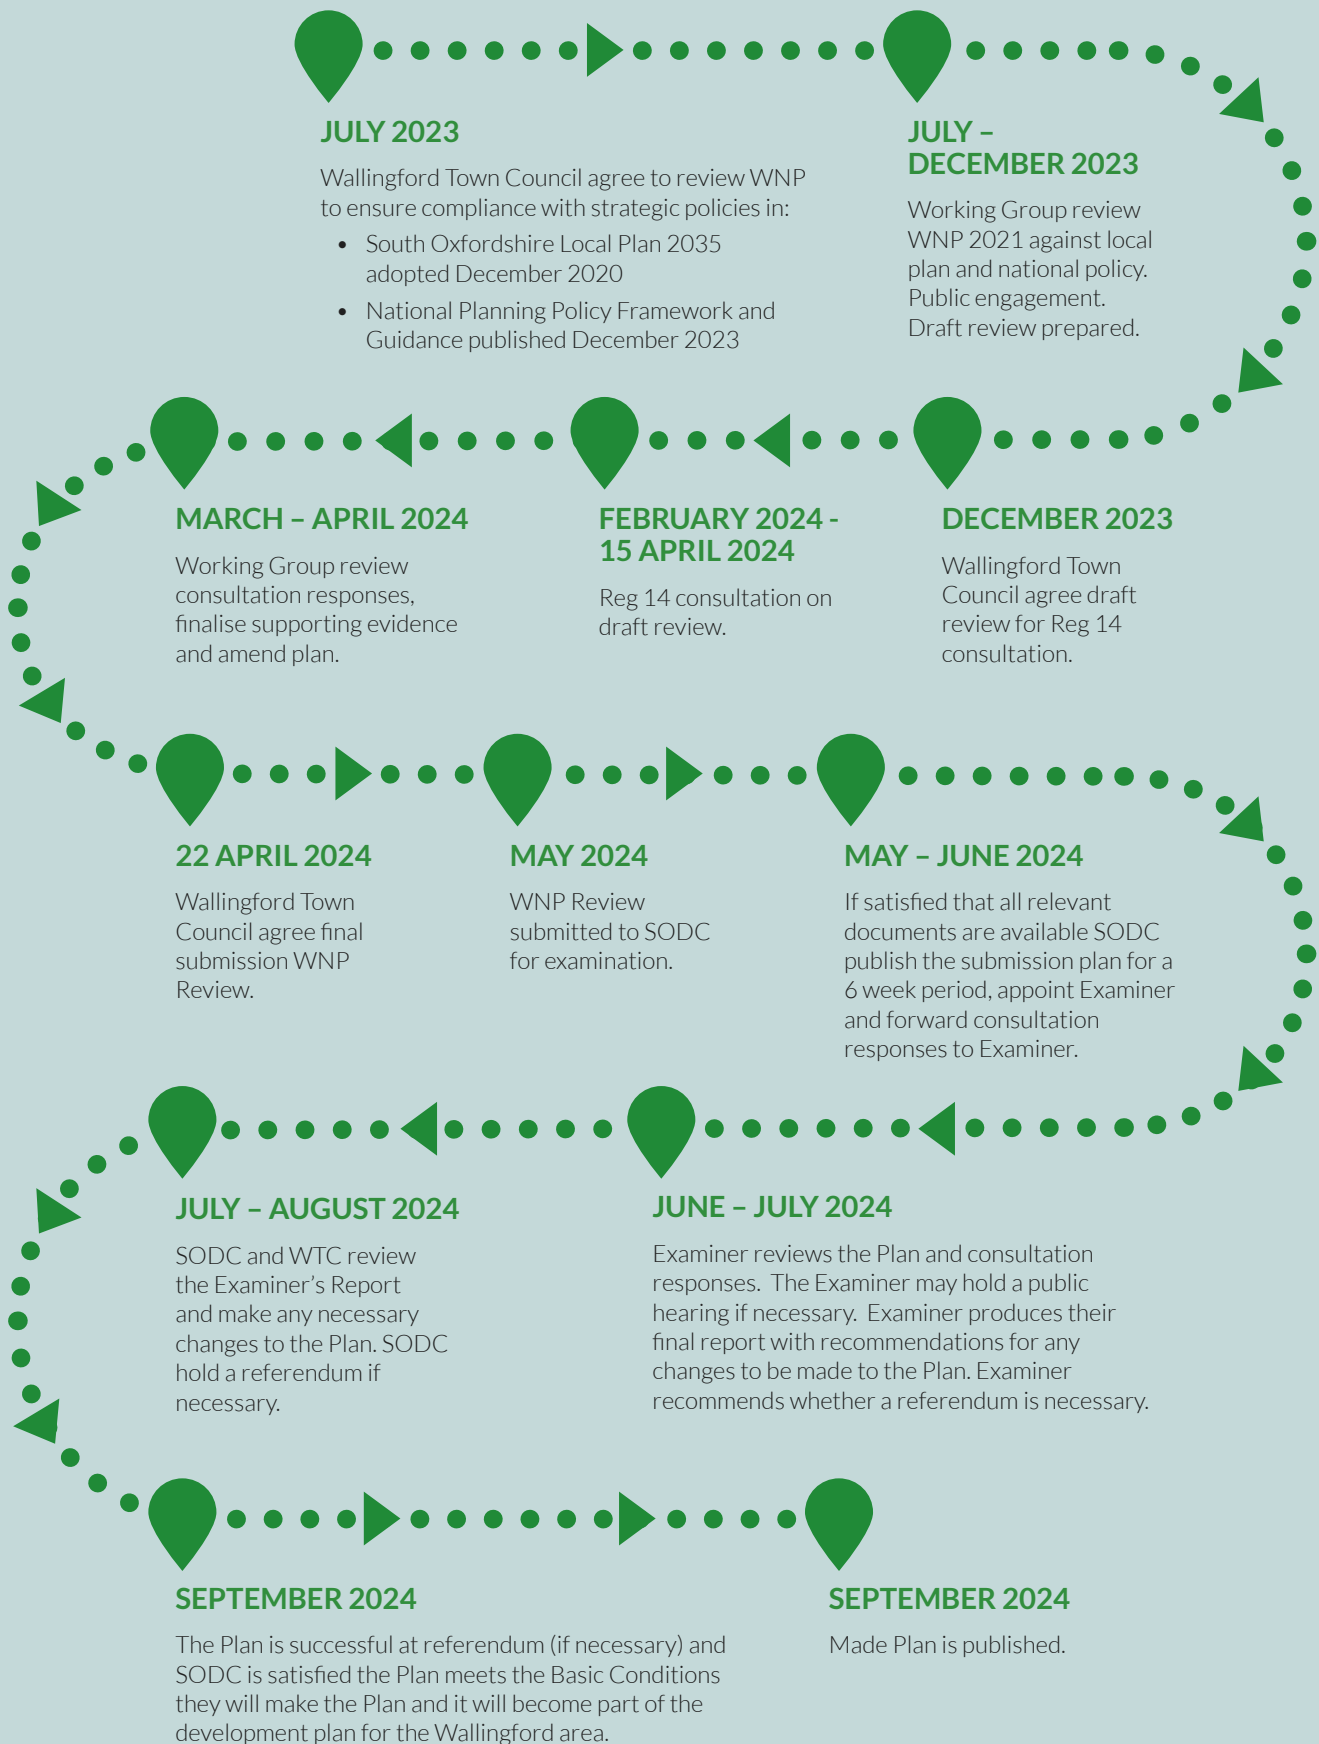 JULY 2023
Wallingford Town Council agree to review WNP
to ensure compliance with strategic policies in:
• South Oxfordshire Local Plan 2035
adopted December 2020
• National Planning Policy Framework and
Guidance published December 2023
JULY –
DECEMBER 2023
Working Group review
WNP 2021 against local
plan and national policy.
Public engagement.
Draft review prepared.
DECEMBER 2023
Wallingford Town
Council agree draft
review for Reg 14
consultation.
FEBRUARY 2024 -
15 APRIL 2024
Reg 14 consultation on
draft review.
MARCH – APRIL 2024
Working Group review
consultation responses,
finalise supporting evidence
and amend plan.
22 APRIL 2024
Wallingford Town
Council agree final
submission WNP
Review.
MAY 2024
WNP Review
submitted to SODC
for examination.
MAY – JUNE 2024
If satisfied that all relevant
documents are available SODC
publish the submission plan for a
6 week period, appoint Examiner
and forward consultation
responses to Examiner.
JUNE – JULY 2024
Examiner reviews the Plan and consultation
responses. The Examiner may hold a public
hearing if necessary. Examiner produces their
final report with recommendations for any
changes to be made to the Plan. Examiner
recommends whether a referendum is necessary.
JULY – AUGUST 2024
SODC and WTC review
the Examiner's Report
and make any necessary
changes to the Plan. SODC
hold a referendum if
necessary.
SEPTEMBER 2024
The Plan is successful at referendum (if necessary) and
SODC is satisfied the Plan meets the Basic Conditions
they will make the Plan and it will become part of the
development plan for the Wallingford area.
SEPTEMBER 2024
Made Plan is published.